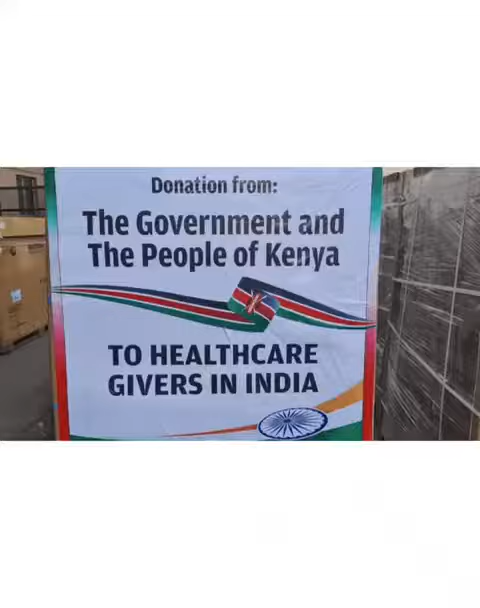 Donation from:
The Government and
The People of Kenya
TO HEALTHCARE
GIVERS IN INDIA